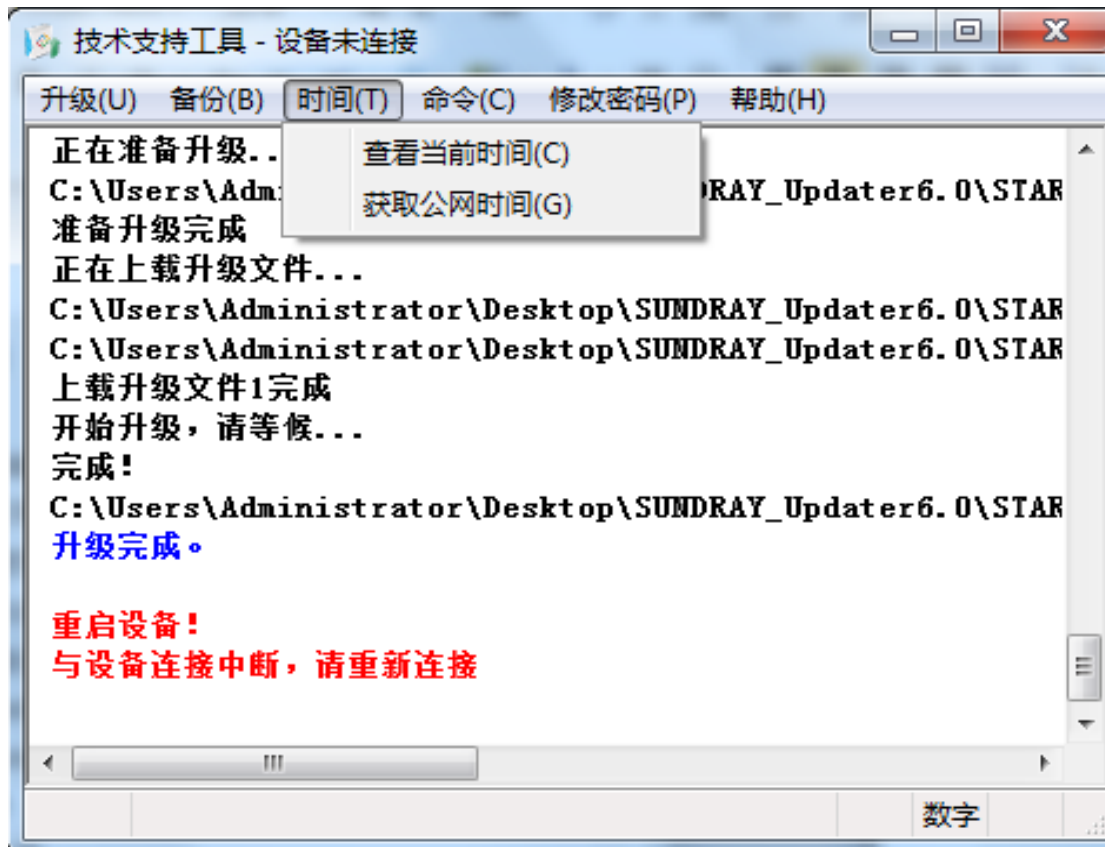 技术支持工具 - 设备未连接
升级(U) 备份(B) 时间(T) 命令(C) 修改密码(P) 帮助(H)
查看当前时间(C)
获取公网时间(G)
正在准备升级..
C:\Users\Adm RAY_Updater6.0\STAR
准备升级完成
正在上载升级文件...
C:\Users\Administrator\Desktop\SUNDRAY_Updater6.0\STAR
C:\Users\Administrator\Desktop\SUNDRAY_Updater6.0\STAR
上载升级文件1完成
开始升级，请等候...
完成!
C:\Users\Administrator\Desktop\SUNDRAY_Updater6.0\STAR
升级完成。
重启设备!
与设备连接中断，请重新连接
数字